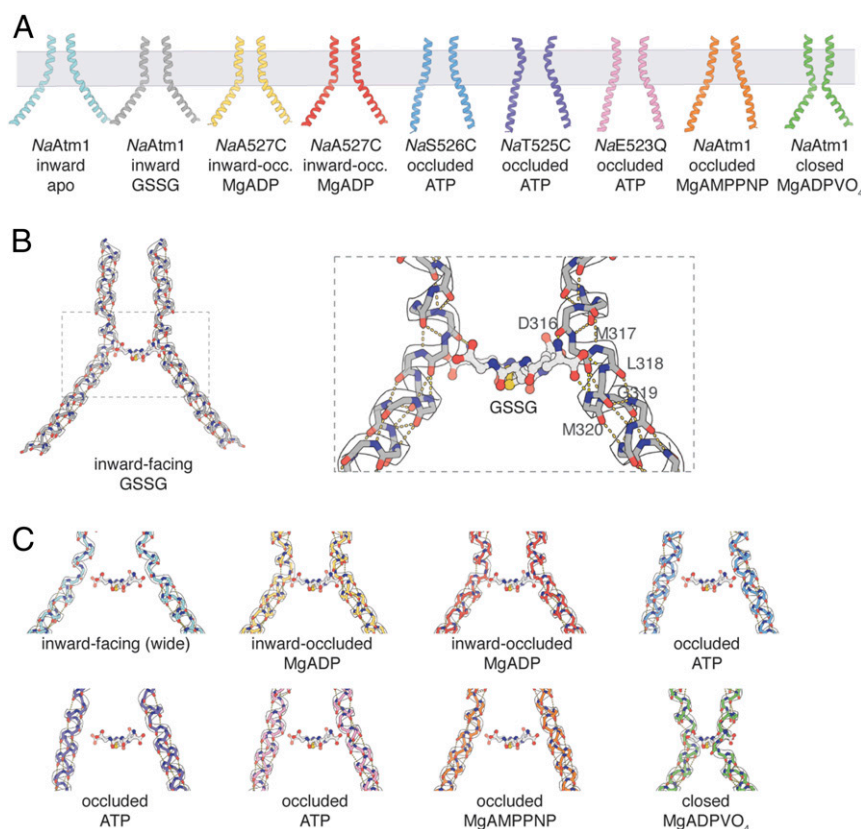 A
NaAtm1 inward apo
NaAtm1 inward GSSG
NaA527C inward-occ. MgADP
NaA527C inward-occ. MgADP
NaS526C occluded ATP
NaT525C occluded ATP
NaE523Q occluded ATP
NaAtm1 occluded MgAMPPNP
NaAtm1 closed MgADPVO₄
B
inward-facing
GSSG
D316
M317
L318
G319
M320
GSSG
C
inward-facing (wide)
inward-occluded
MgADP
inward-occluded
MgADP
occluded
ATP
occluded
ATP
occluded
ATP
occluded
MgAMPPNP
closed
MgADPVO₄